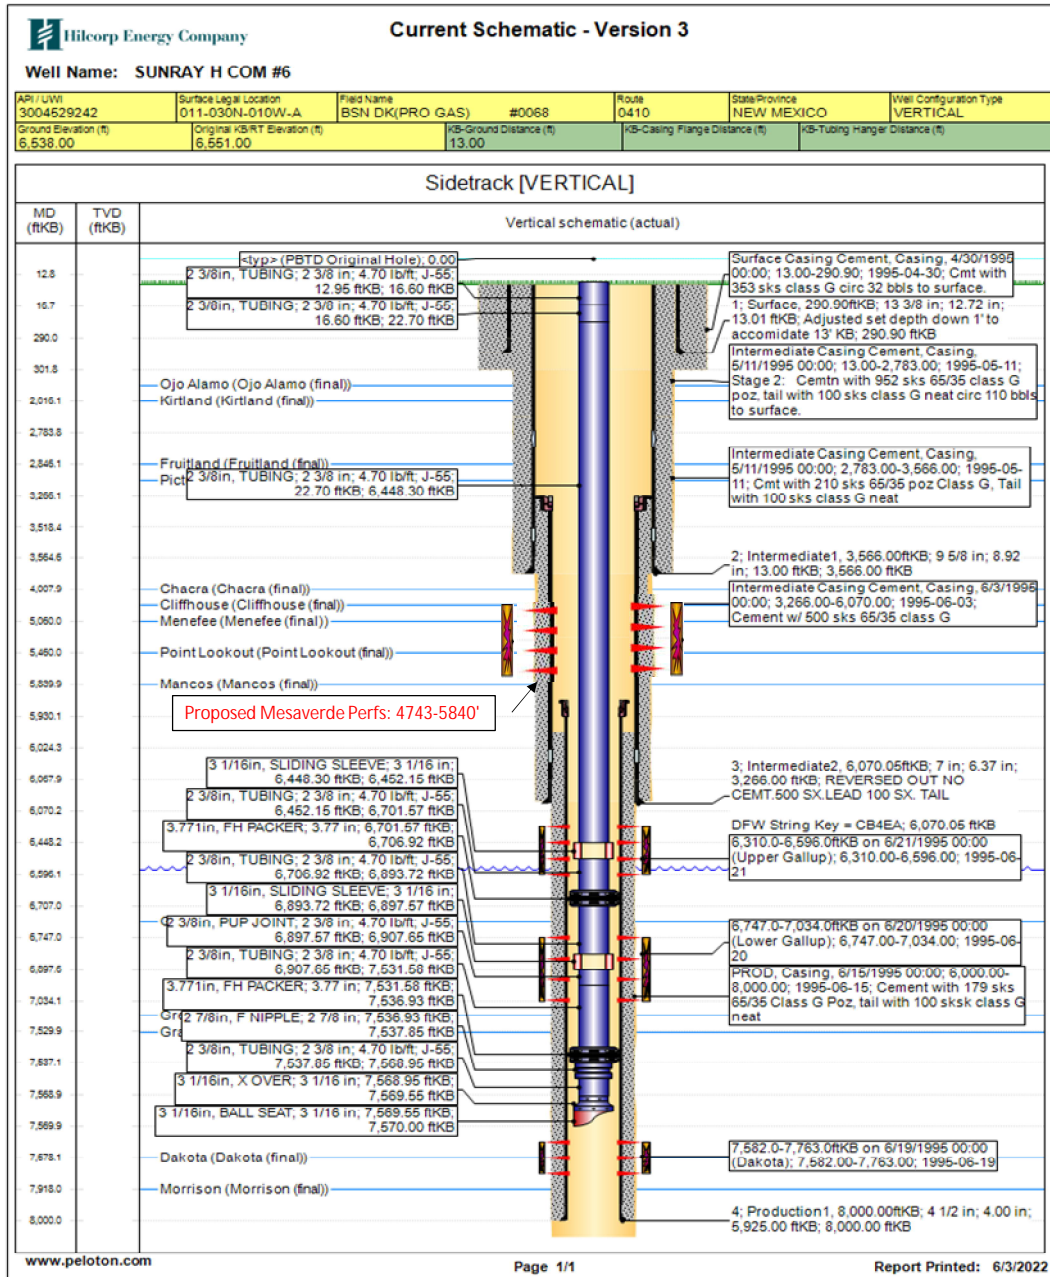 Hilcorp Energy Company
Current Schematic - Version 3
Well Name: SUNRAY H COM #6
API / UWI
3004529242
Surface Legal Location
011-030N-010W-A
Field Name
BSN DK(PRO GAS) #0068
Route
0410
State/Province
NEW MEXICO
Well Configuration Type
VERTICAL
Ground Elevation (ft)
6,538.00
Original KB/RT Elevation (ft)
6,551.00
KB-Ground Distance (ft)
13.00
KB-Casing Flange Distance (ft)
KB-Tubing Hanger Distance (ft)
Sidetrack [VERTICAL]
MD
(ftKB)
TVD
(ftKB)
Vertical schematic (actual)
12.8
16.7
290.0
301.8
2,016.1
2,783.8
2,846.1
3,266.1
3,518.4
3,564.6
4,007.9
5,060.0
5,460.0
5,930.1
6,024.3
6,067.9
6,070.2
6,448.2
6,596.1
6,707.0
6,747.0
6,897.6
7,034.1
7,529.9
7,537.1
7,568.9
7,569.9
7,678.1
7,918.0
8,000.0
<typ> (PBTD Original Hole); 0.00
2 3/8in, TUBING; 2 3/8 in; 4.70 lb/ft; J-55;
12.95 ftKB; 16.60 ftKB
2 3/8in, TUBING; 2 3/8 in; 4.70 lb/ft; J-55;
16.60 ftKB; 22.70 ftKB
Ojo Alamo (Ojo Alamo (final))
Kirtland (Kirtland (final))
Fruitland (Fruitland (final))
Pict
2 3/8in, TUBING; 2 3/8 in; 4.70 lb/ft; J-55;
22.70 ftKB; 6,448.30 ftKB
Chacra (Chacra (final))
Cliffhouse (Cliffhouse (final))
Menefee (Menefee (final))
Point Lookout (Point Lookout (final))
Mancos (Mancos (final))
Proposed Mesaverde Perfs: 4743-5840'
3 1/16in, SLIDING SLEEVE; 3 1/16 in;
6,448.30 ftKB; 6,452.15 ftKB
2 3/8in, TUBING; 2 3/8 in; 4.70 lb/ft; J-55;
6,452.15 ftKB; 6,701.57 ftKB
3.771in, FH PACKER; 3.77 in; 6,701.57 ftKB;
6,706.92 ftKB
2 3/8in, TUBING; 2 3/8 in; 4.70 lb/ft; J-55;
6,706.92 ftKB; 6,893.72 ftKB
3 1/16in, SLIDING SLEEVE; 3 1/16 in;
6,893.72 ftKB; 6,897.57 ftKB
2 3/8in, PUP JOINT; 2 3/8 in; 4.70 lb/ft; J-55;
6,897.57 ftKB; 6,907.65 ftKB
2 3/8in, TUBING; 2 3/8 in; 4.70 lb/ft; J-55;
6,907.65 ftKB; 7,531.58 ftKB
3.771in, FH PACKER; 3.77 in; 7,531.58 ftKB;
7,536.93 ftKB
2 7/8in, F NIPPLE; 2 7/8 in; 7,536.93 ftKB;
7,537.85 ftKB
2 3/8in, TUBING; 2 3/8 in; 4.70 lb/ft; J-55;
7,537.85 ftKB; 7,568.95 ftKB
3 1/16in, X OVER; 3 1/16 in; 7,568.95 ftKB;
7,569.55 ftKB
3 1/16in, BALL SEAT; 3 1/16 in; 7,569.55 ftKB;
7,570.00 ftKB
Dakota (Dakota (final))
Morrison (Morrison (final))
Surface Casing Cement, Casing, 4/30/1995
00:00; 13.00-290.90; 1995-04-30; Cmt with
353 sks class G circ 32 bbls to surface.
1; Surface, 290.90ftKB; 13 3/8 in; 12.72 in;
13.01 ftKB; Adjusted set depth down 1' to
accomidate 13' KB; 290.90 ftKB
Intermediate Casing Cement, Casing,
5/11/1995 00:00; 13.00-2,783.00; 1995-05-11;
Stage 2: Cemtn with 952 sks 65/35 class G
poz, tail with 100 sks class G neat circ 110 bbls
to surface.
Intermediate Casing Cement, Casing,
5/11/1995 00:00; 2,783.00-3,566.00; 1995-05-
11; Cmt with 210 sks 65/35 poz Class G, Tail
with 100 sks class G neat
2; Intermediate1, 3,566.00ftKB; 9 5/8 in; 8.92
in; 13.00 ftKB; 3,566.00 ftKB
Intermediate Casing Cement, Casing, 6/3/1995
00:00; 3,266.00-6,070.00; 1995-06-03;
Cement w/ 500 sks 65/35 class G
3; Intermediate2, 6,070.05ftKB; 7 in; 6.37 in;
3,266.00 ftKB; REVERSED OUT NO
CEMT.500 SX.LEAD 100 SX. TAIL
DFW String Key = CB4EA; 6,070.05 ftKB
6,310.0-6,596.0ftKB on 6/21/1995 00:00
(Upper Gallup); 6,310.00-6,596.00; 1995-06-
21
6,747.0-7,034.0ftKB on 6/20/1995 00:00
(Lower Gallup); 6,747.00-7,034.00; 1995-06-
20
PROD, Casing, 6/15/1995 00:00; 6,000.00-
8,000.00; 1995-06-15; Cement with 179 sks
65/35 Class G Poz, tail with 100 sksk class G
neat
7,582.0-7,763.0ftKB on 6/19/1995 00:00
(Dakota); 7,582.00-7,763.00; 1995-06-19
4; Production1, 8,000.00ftKB; 4 1/2 in; 4.00 in;
5,925.00 ftKB; 8,000.00 ftKB
www.peloton.com
Page 1/1
Report Printed: 6/3/2022